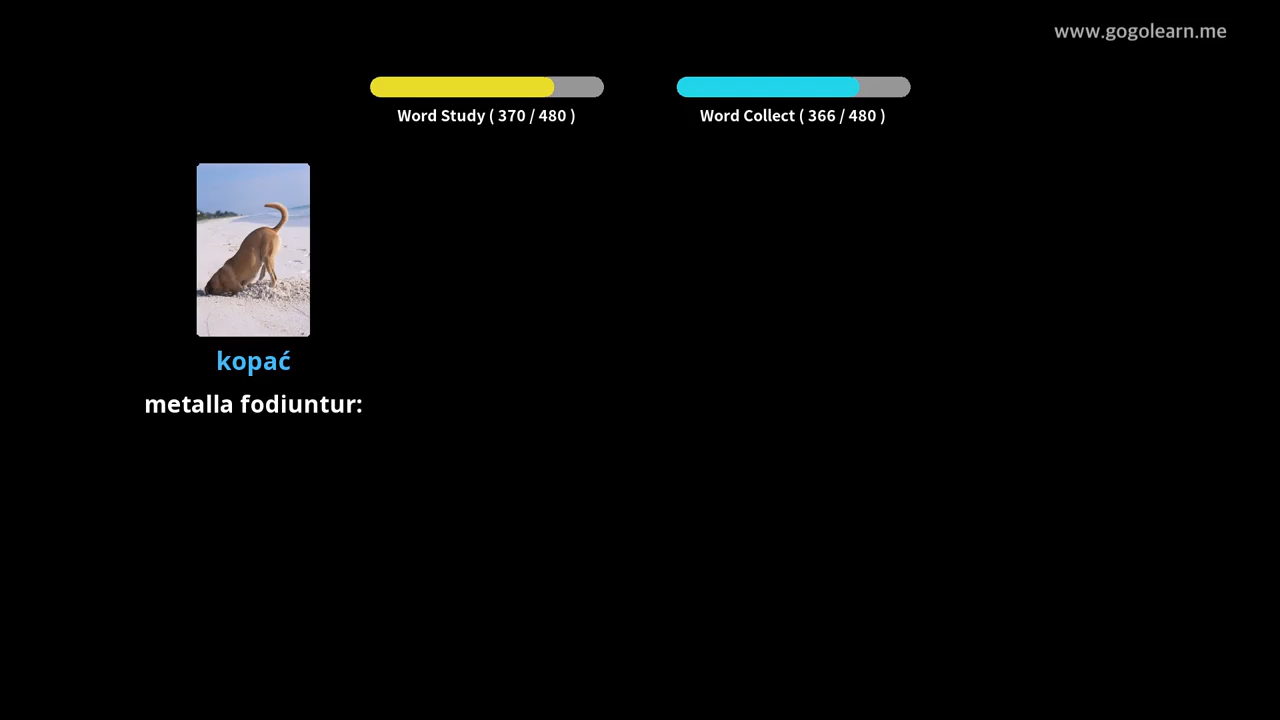 www.gogolearn.me
Word Study ( 370 / 480 )
Word Collect ( 366 / 480 )
kopać
metalla fodiuntur: